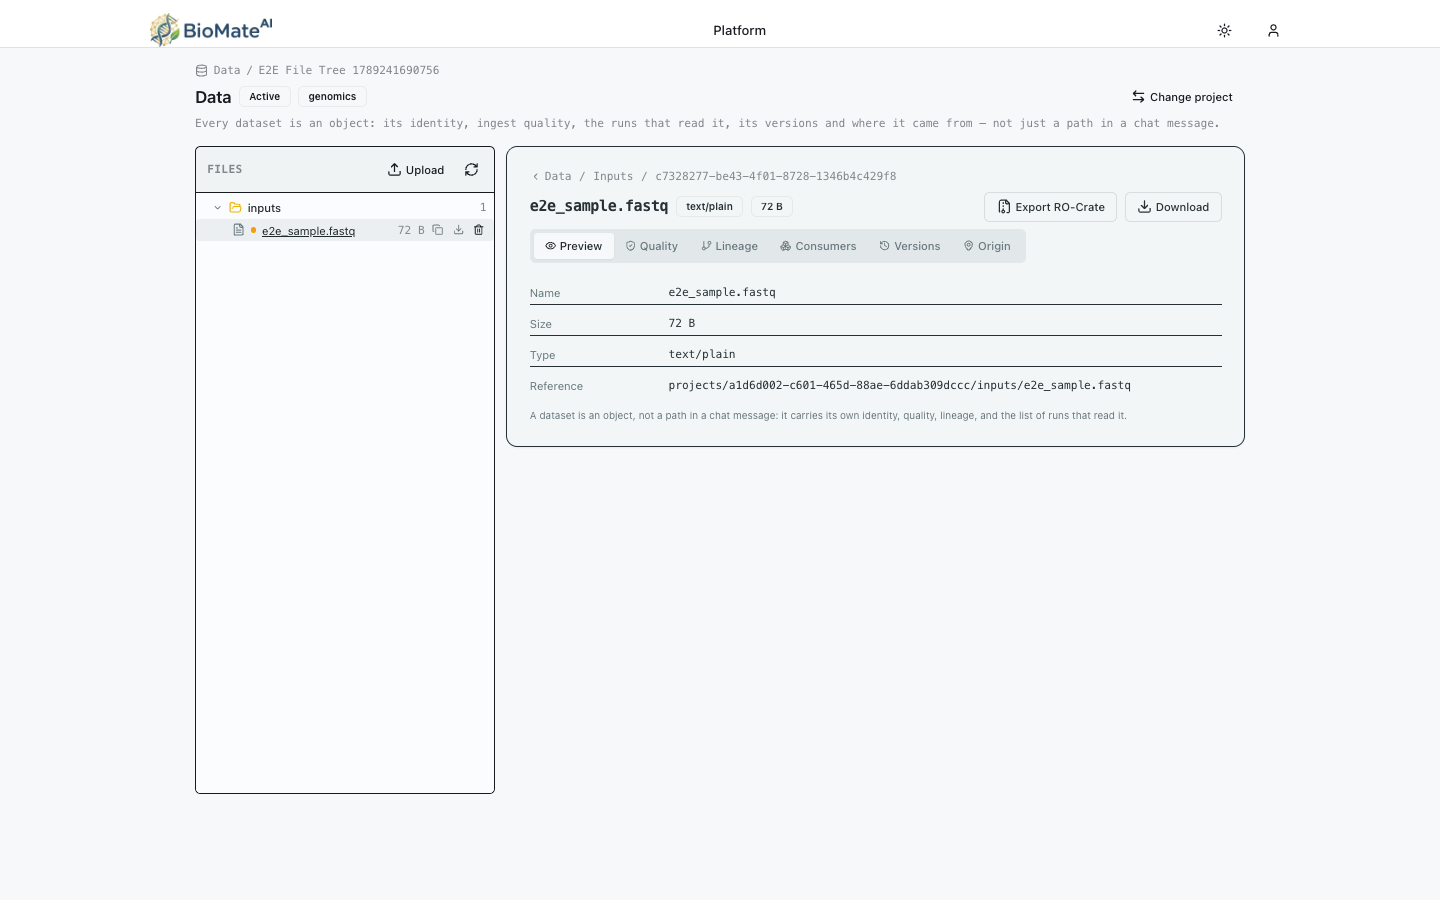 BioMateAI
Platform
Data / E2E File Tree 1789241690756
Data Active genomics
Change project
Every dataset is an object: its identity, ingest quality, the runs that read it, its versions and where it came from — not just a path in a chat message.
FILES Upload
inputs 1
e2e_sample.fastq 72 B
‹ Data / Inputs / c7328277-be43-4f01-8728-1346b4c429f8
e2e_sample.fastq text/plain 72 B
Export RO-Crate Download
Preview Quality Lineage Consumers Versions Origin
Name e2e_sample.fastq
Size 72 B
Type text/plain
Reference projects/a1d6d002-c601-465d-88ae-6ddab309dccc/inputs/e2e_sample.fastq
A dataset is an object, not a path in a chat message: it carries its own identity, quality, lineage, and the list of runs that read it.